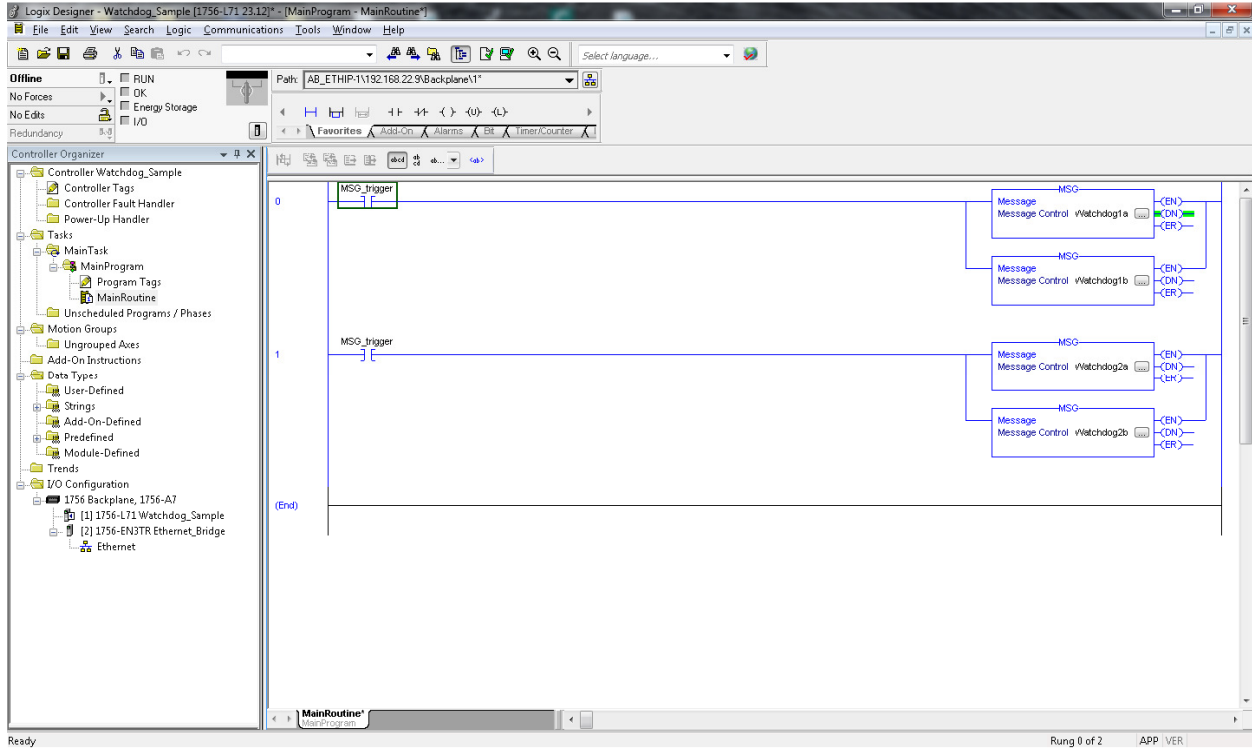 Logix Designer - Watchdog_Sample [1756-L71 23.12]* - [MainProgram - MainRoutine*]
File Edit View Search Logic Communications Tools Window Help
Select language...
Offline
RUN
No Forces
OK
No Edits
Energy Storage
I/O
Redundancy
Path: AB_ETHIP-1\192.168.22.9\Backplane\1*
Favorites Add-On Alarms Bit Timer/Counter
Controller Organizer
Controller Watchdog_Sample
Controller Tags
Controller Fault Handler
Power-Up Handler
Tasks
MainTask
MainProgram
Program Tags
MainRoutine
Unscheduled Programs / Phases
Motion Groups
Ungrouped Axes
Add-On Instructions
Data Types
User-Defined
Strings
Add-On-Defined
Predefined
Module-Defined
Trends
I/O Configuration
1756 Backplane, 1756-A7
[1] 1756-L71 Watchdog_Sample
[2] 1756-EN3TR Ethernet_Bridge
Ethernet
0
MSG_trigger
MSG
Message
Message Control Watchdog1a ...
(EN)
(DN)
(ER)
MSG
Message
Message Control Watchdog1b ...
(EN)
(DN)
(ER)
1
MSG_trigger
MSG
Message
Message Control Watchdog2a ...
(EN)
(DN)
(ER)
MSG
Message
Message Control Watchdog2b ...
(EN)
(DN)
(ER)
(End)
MainRoutine*
MainProgram
Ready
Rung 0 of 2 APP VER